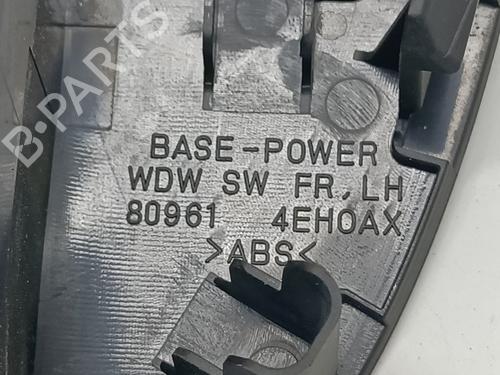 B-PARTS
BASE-POWER
WDW SW FR, LH
80961 4EH0AX
>ABS<